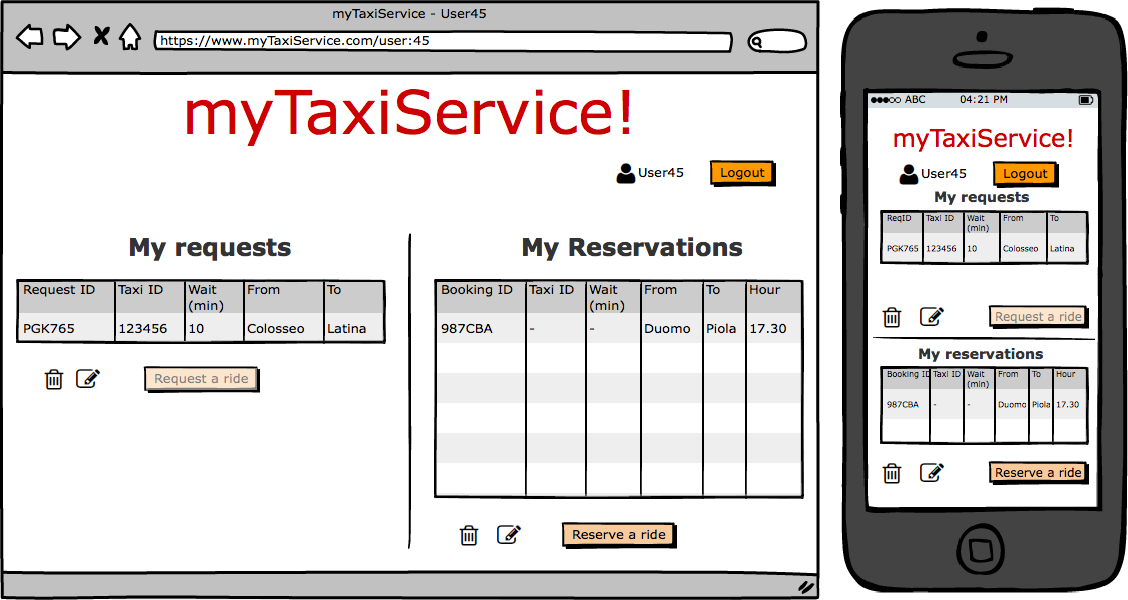 myTaxiService - User45
https://www.myTaxiService.com/user:45
myTaxiService!
User45 Logout
My requests
Request ID Taxi ID Wait (min) From To
PGK765 123456 10 Colosseo Latina
Request a ride
My Reservations
Booking ID Taxi ID Wait (min) From To Hour
987CBA - - Duomo Piola 17.30
Reserve a ride
ABC 04:21 PM
myTaxiService!
User45 Logout
My requests
ReqID Taxi ID Wait (min) From To
PGK765 123456 10 Colosseo Latina
Request a ride
My reservations
Booking ID Taxi ID Wait (min) From To Hour
987CBA - - Duomo Piola 17.30
Reserve a ride